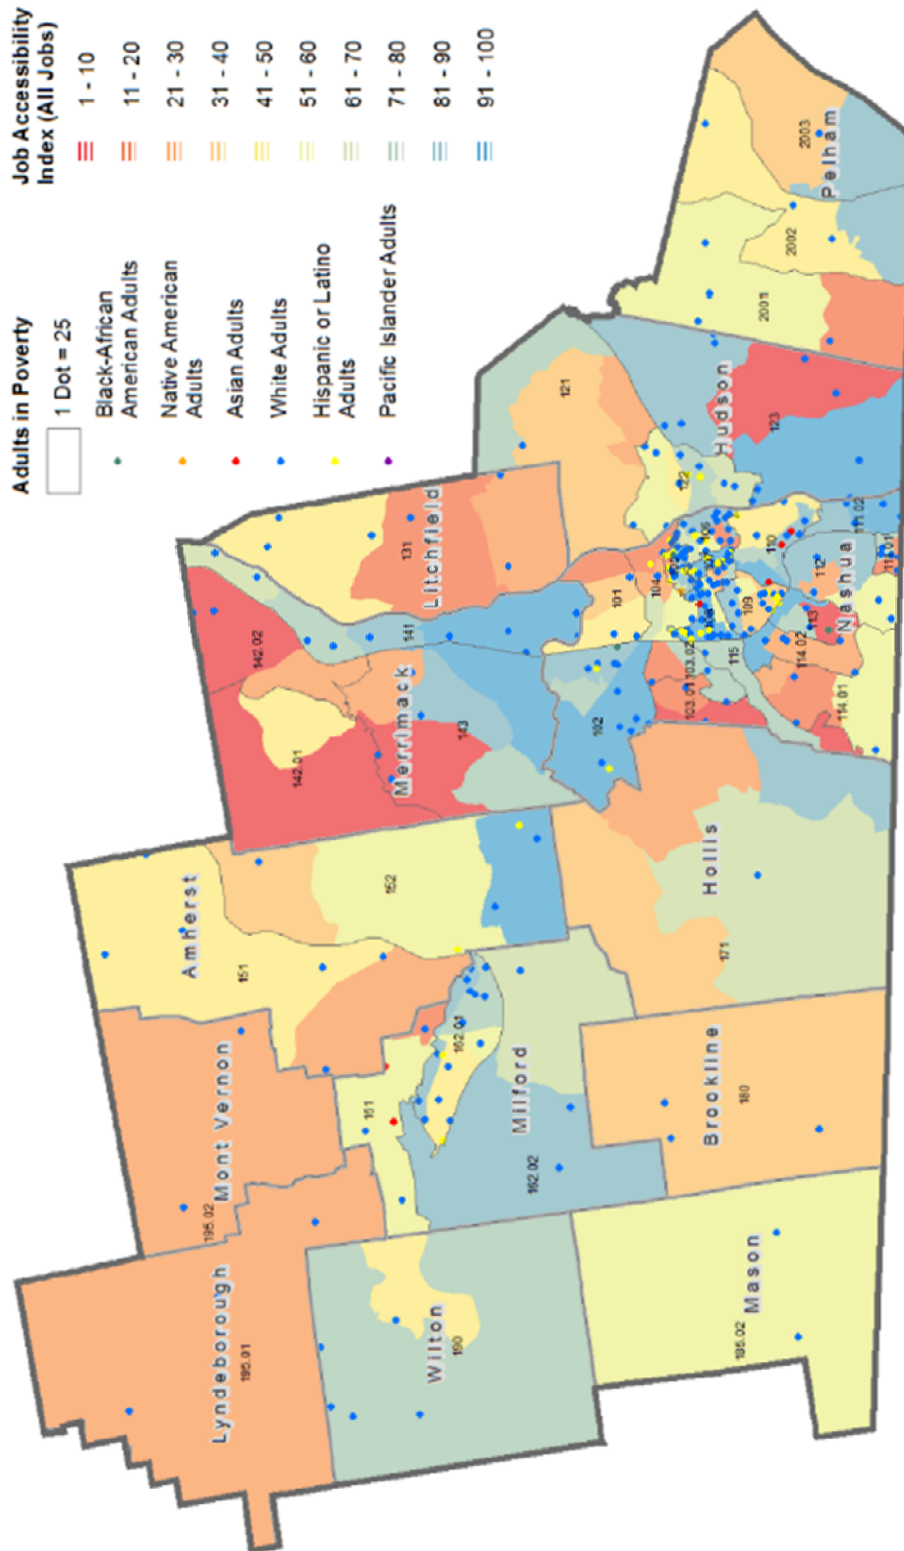 Adults in Poverty
1 Dot = 25
Black-African
American Adults
Native American
Adults
Asian Adults
White Adults
Hispanic or Latino
Adults
Pacific Islander Adults
Job Accessibility
Index (All Jobs)
1 - 10
11 - 20
21 - 30
31 - 40
41 - 50
51 - 60
61 - 70
71 - 80
81 - 90
91 - 100
Lyndeborough
195.01
195.02
Mont Vernon
Amherst
151
152
142.01
142.02
Merrimack
143
141
Litchfield
131
121
Wilton
190
161
162.01
Milford
162.02
Mason
185.02
Brookline
180
171
Hollis
102
101
104
103.01
103.02
115
106
108
109
110
111.02
112
113
114.02
114.01
Nashua
122
Hudson
123
2001
2002
2003
Pelham